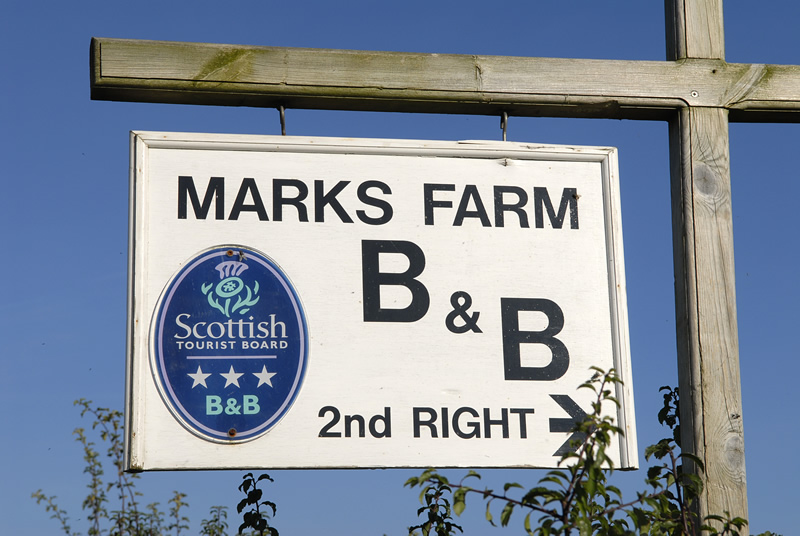 MARKS FARM
B & B
Scottish
TOURIST BOARD
B&B
2nd RIGHT